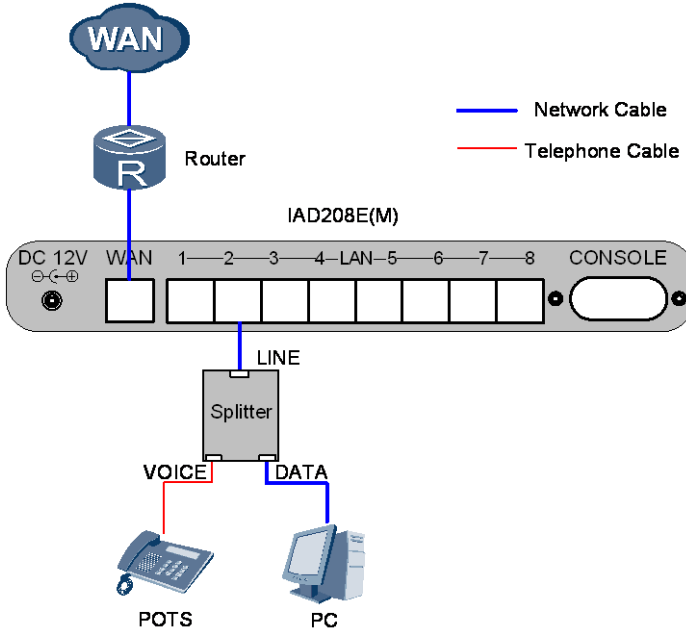 WAN
Network Cable
Telephone Cable
Router
R
IAD208E(M)
DC 12V WAN 1 2 3 4 LAN 5 6 7 8 CONSOLE
LINE
Splitter
VOICE DATA
POTS PC